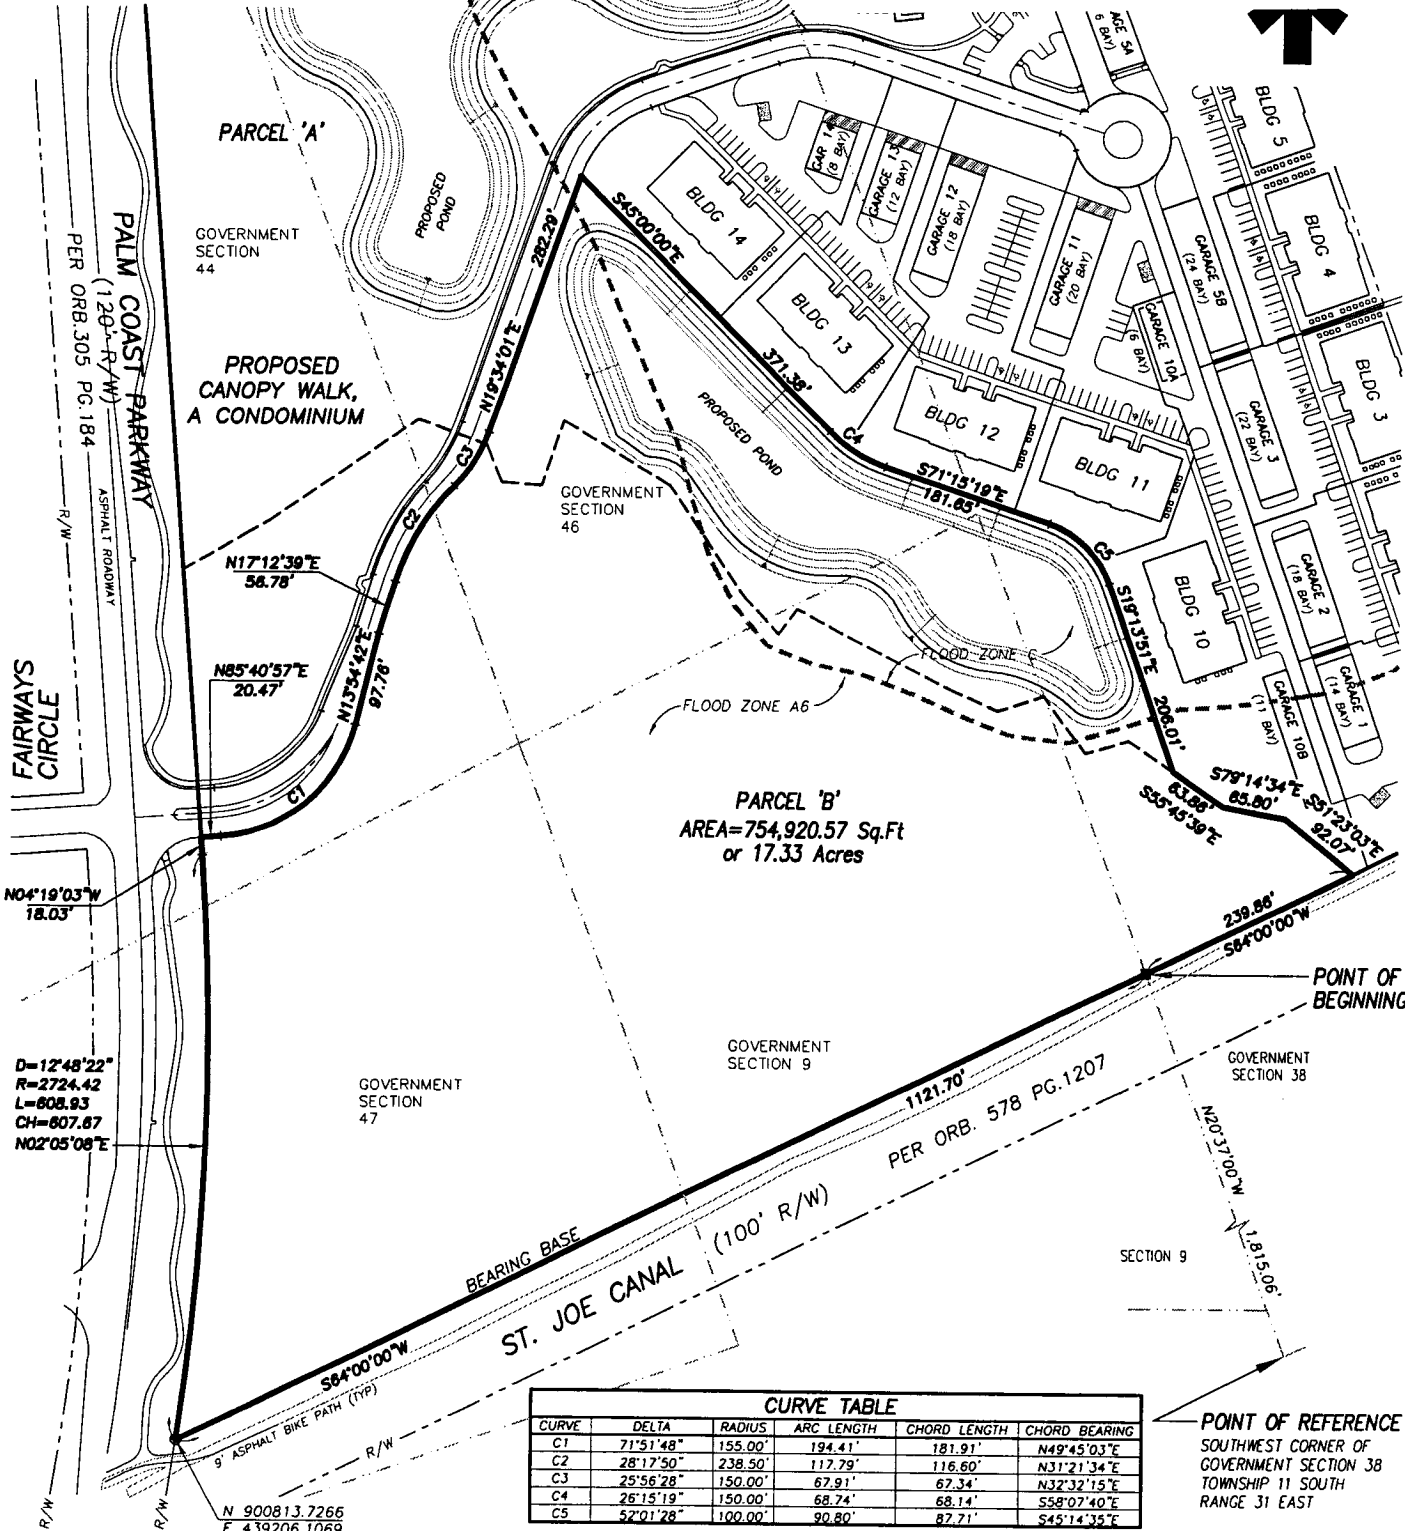 PARCEL 'A'
PROPOSED
POND
GOVERNMENT
SECTION
44
PALM COAST PARKWAY
(120' R/W)
PER ORB.305 PG.184
R/W
ASPHALT ROADWAY
PROPOSED
CANOPY WALK,
A CONDOMINIUM
282.29'
N19°34'01"E
C3
C2
N17°12'39"E
56.78'
N85°40'57"E
20.47'
N13°54'42"E
97.76'
C1
FAIRWAYS
CIRCLE
N04°19'03"W
18.03'
D=12°48'22"
R=2724.42
L=608.93
CH=607.67
N02°05'08"E
AGE 5A
6 BAY)
BLDG 5
GAR 14
(8 BAY)
GARAGE 13
(12 BAY)
GARAGE 12
(18 BAY)
GARAGE 11
(20 BAY)
GARAGE 5B
(24 BAY)
BLDG 4
GARAGE 10A
(6 BAY)
BLDG 3
GARAGE 3
(22 BAY)
GARAGE 2
(18 BAY)
GARAGE 1
(14 BAY)
GARAGE 10B
(11 BAY)
BLDG 14
BLDG 13
BLDG 12
BLDG 11
BLDG 10
S45°00'00"E
371.38'
C4
PROPOSED POND
S71°15'19"E
181.65'
C5
S19°13'51"E
206.01'
GOVERNMENT
SECTION
46
FLOOD ZONE C
FLOOD ZONE A6
63.86'
S55°45'39"E
S79°14'34"E
65.80'
S51°23'03"E
92.07'
PARCEL 'B'
AREA=754,920.57 Sq.Ft
or 17.33 Acres
239.86'
S64°00'00"W
POINT OF
BEGINNING
GOVERNMENT
SECTION 9
GOVERNMENT
SECTION 38
GOVERNMENT
SECTION
47
1121.70'
PER ORB. 578 PG.1207
N20°37'00"W
1,815.06'
SECTION 9
BEARING BASE
ST. JOE CANAL
(100' R/W)
S64°00'00"W
9' ASPHALT BIKE PATH (TYP)
R/W
R/W
R/W
N 900813.7266
E 439206.1069
CURVE TABLE
CURVE DELTA RADIUS ARC LENGTH CHORD LENGTH CHORD BEARING
C1 71°51'48" 155.00' 194.41' 181.91' N49°45'03"E
C2 28°17'50" 238.50' 117.79' 116.60' N31°21'34"E
C3 25°56'28" 150.00' 67.91' 67.34' N32°32'15"E
C4 26°15'19" 150.00' 68.74' 68.14' S58°07'40"E
C5 52°01'28" 100.00' 90.80' 87.71' S45°14'35"E
POINT OF REFERENCE
SOUTHWEST CORNER OF
GOVERNMENT SECTION 38
TOWNSHIP 11 SOUTH
RANGE 31 EAST